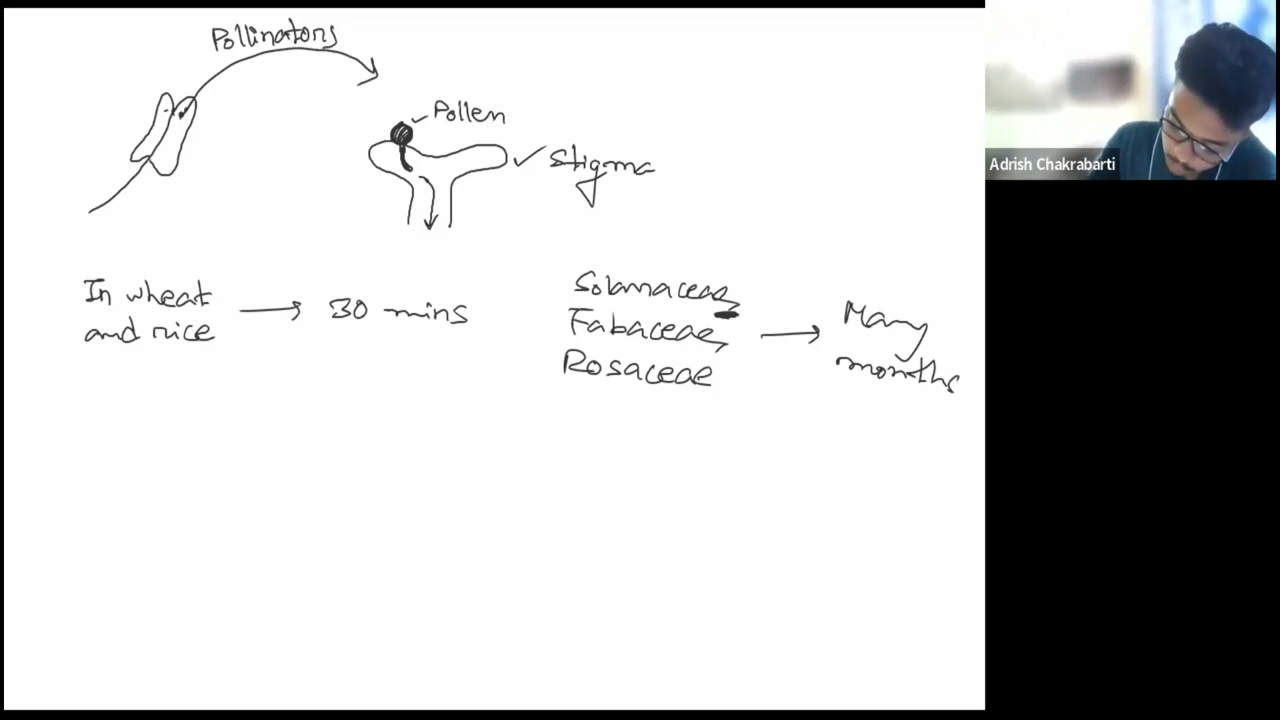 Pollinators
Pollen
Stigma
In wheat
and rice
30 mins
Solanaceae,
Fabaceae,
Rosaceae
Many
months
Adrish Chakrabarti